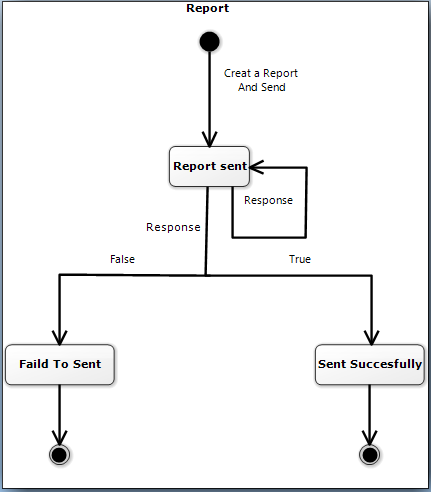 Report
Creat a Report
And Send
Report sent
Response
Response
False
True
Faild To Sent
Sent Succesfully